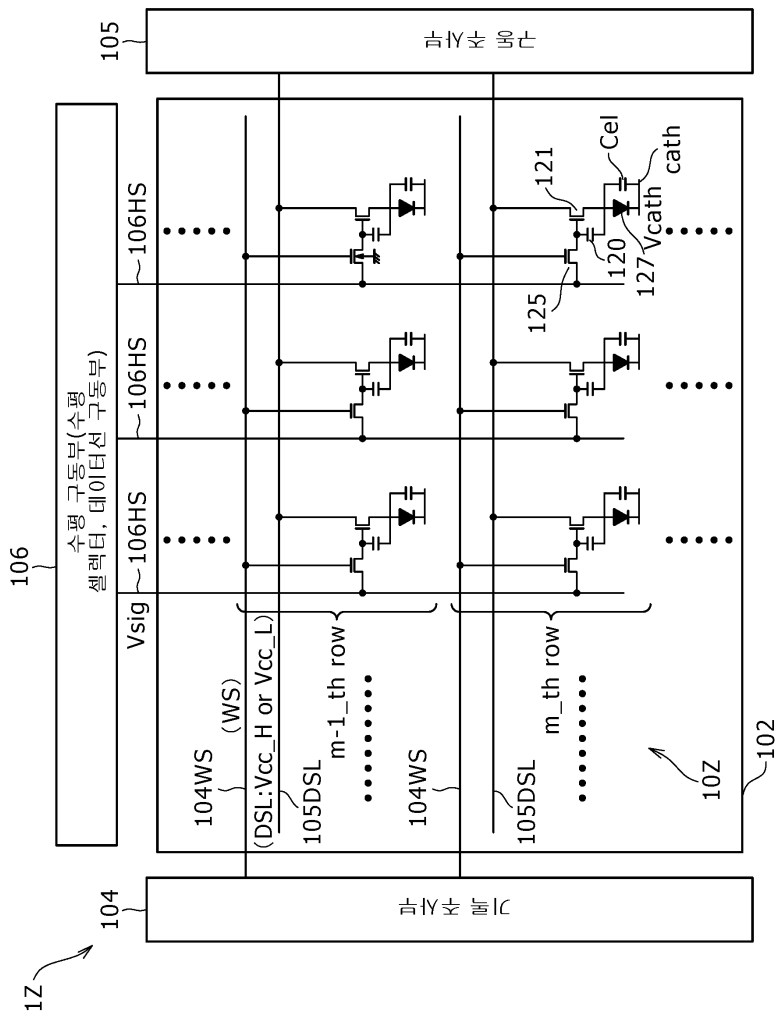 1Z
106
수평 구동부(수평
셀렉터, 데이터선 구동부)
104
105
기록 주사부
구동 주사부
Vsig
106HS
106HS
106HS
104WS
(WS)
(DSL:Vcc_H or Vcc_L)
105DSL
m-1_th row
104WS
105DSL
m_th row
125
121
120
127
Cel
Vcath
cath
10Z
102